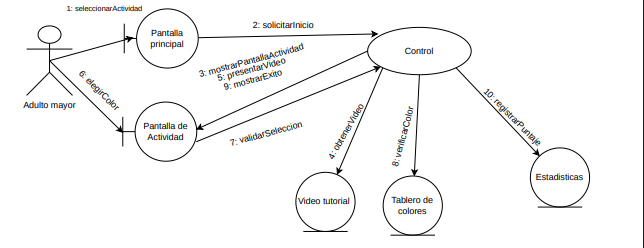 1: seleccionarActividad
Pantalla
principal
2: solicitarInicio
Control
Adulto mayor
3: mostrarPantallaActividad
5: presentarVideo
9: mostrarExito
6: elegirColor
Pantalla de
Actividad
7: validarSeleccion
4: obtenerVideo
8: verificarColor
10: registrarPuntaje
Video tutorial
Tablero de
colores
Estadisticas